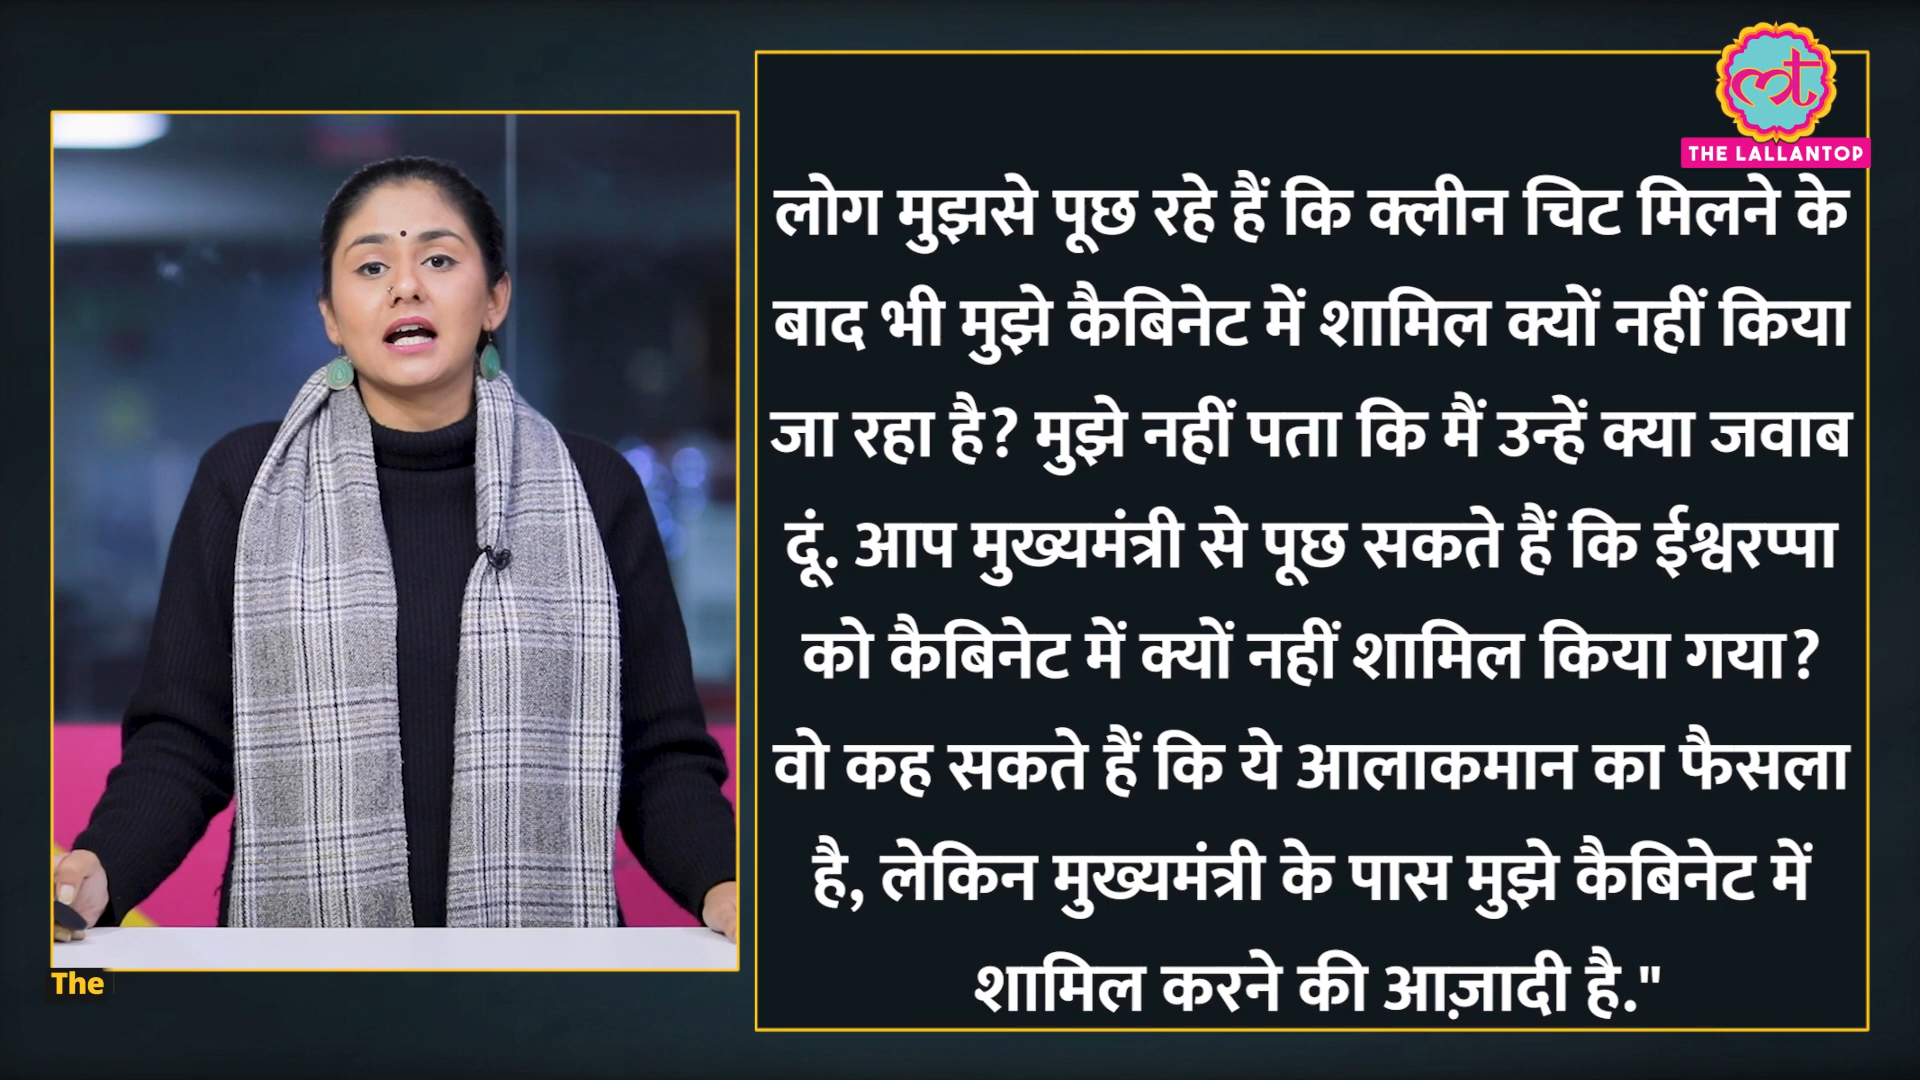 THE LALLANTOP
लोग मुझसे पूछ रहे हैं कि क्लीन चिट मिलने के
बाद भी मुझे कैबिनेट में शामिल क्यों नहीं किया
जा रहा है? मुझे नहीं पता कि मैं उन्हें क्या जवाब
दूं. आप मुख्यमंत्री से पूछ सकते हैं कि ईश्वरप्पा
को कैबिनेट में क्यों नहीं शामिल किया गया?
वो कह सकते हैं कि ये आलाकमान का फैसला
है, लेकिन मुख्यमंत्री के पास मुझे कैबिनेट में
शामिल करने की आज़ादी है."
The